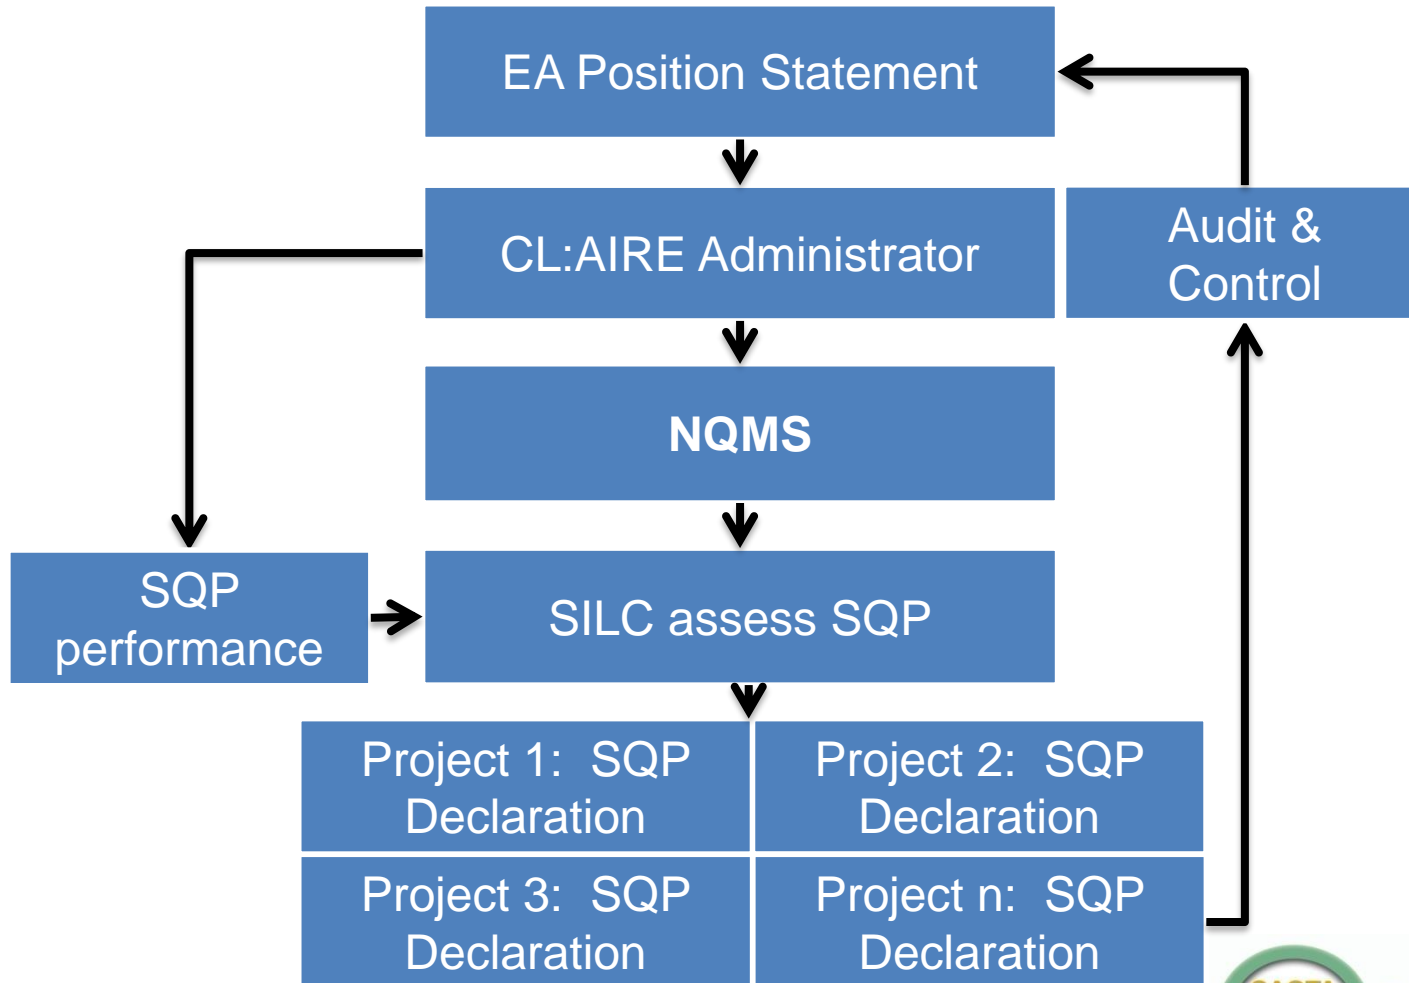 EA Position Statement
CL:AIRE Administrator
Audit &
Control
NQMS
SQP
performance
SILC assess SQP
Project 1:  SQP
Declaration
Project 2:  SQP
Declaration
Project 3:  SQP
Declaration
Project n:  SQP
Declaration